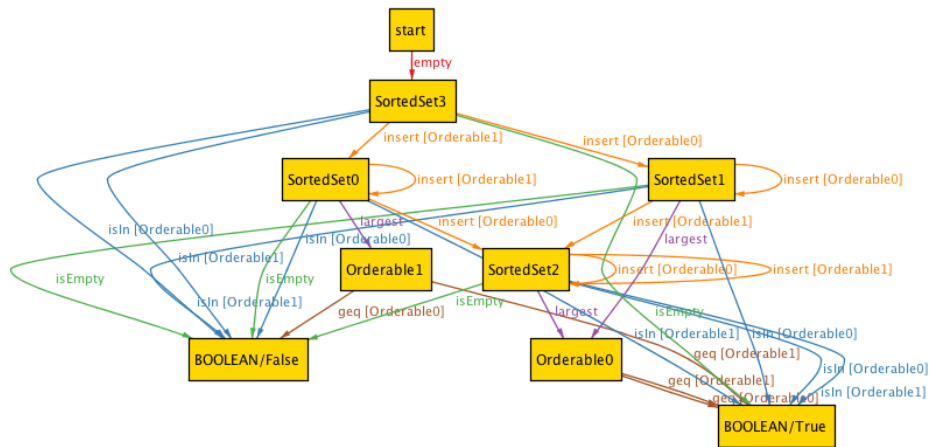 start
empty
SortedSet3
insert [Orderable1]
insert [Orderable0]
SortedSet0
insert [Orderable1]
SortedSet1
insert [Orderable0]
largest
insert [Orderable0]
insert [Orderable1]
isIn [Orderable0]
isIn [Orderable0]
largest
isIn [Orderable1]
Orderable1
SortedSet2
insert [Orderable0]
insert [Orderable1]
isEmpty
isEmpty
isIn [Orderable1]
isEmpty
largest
isEmpty
geq [Orderable0]
isIn [Orderable1]
isIn [Orderable0]
BOOLEAN/False
Orderable0
geq [Orderable1]
isIn [Orderable0]
geq [Orderable1]
isIn [Orderable1]
geq [Orderable0]
BOOLEAN/True